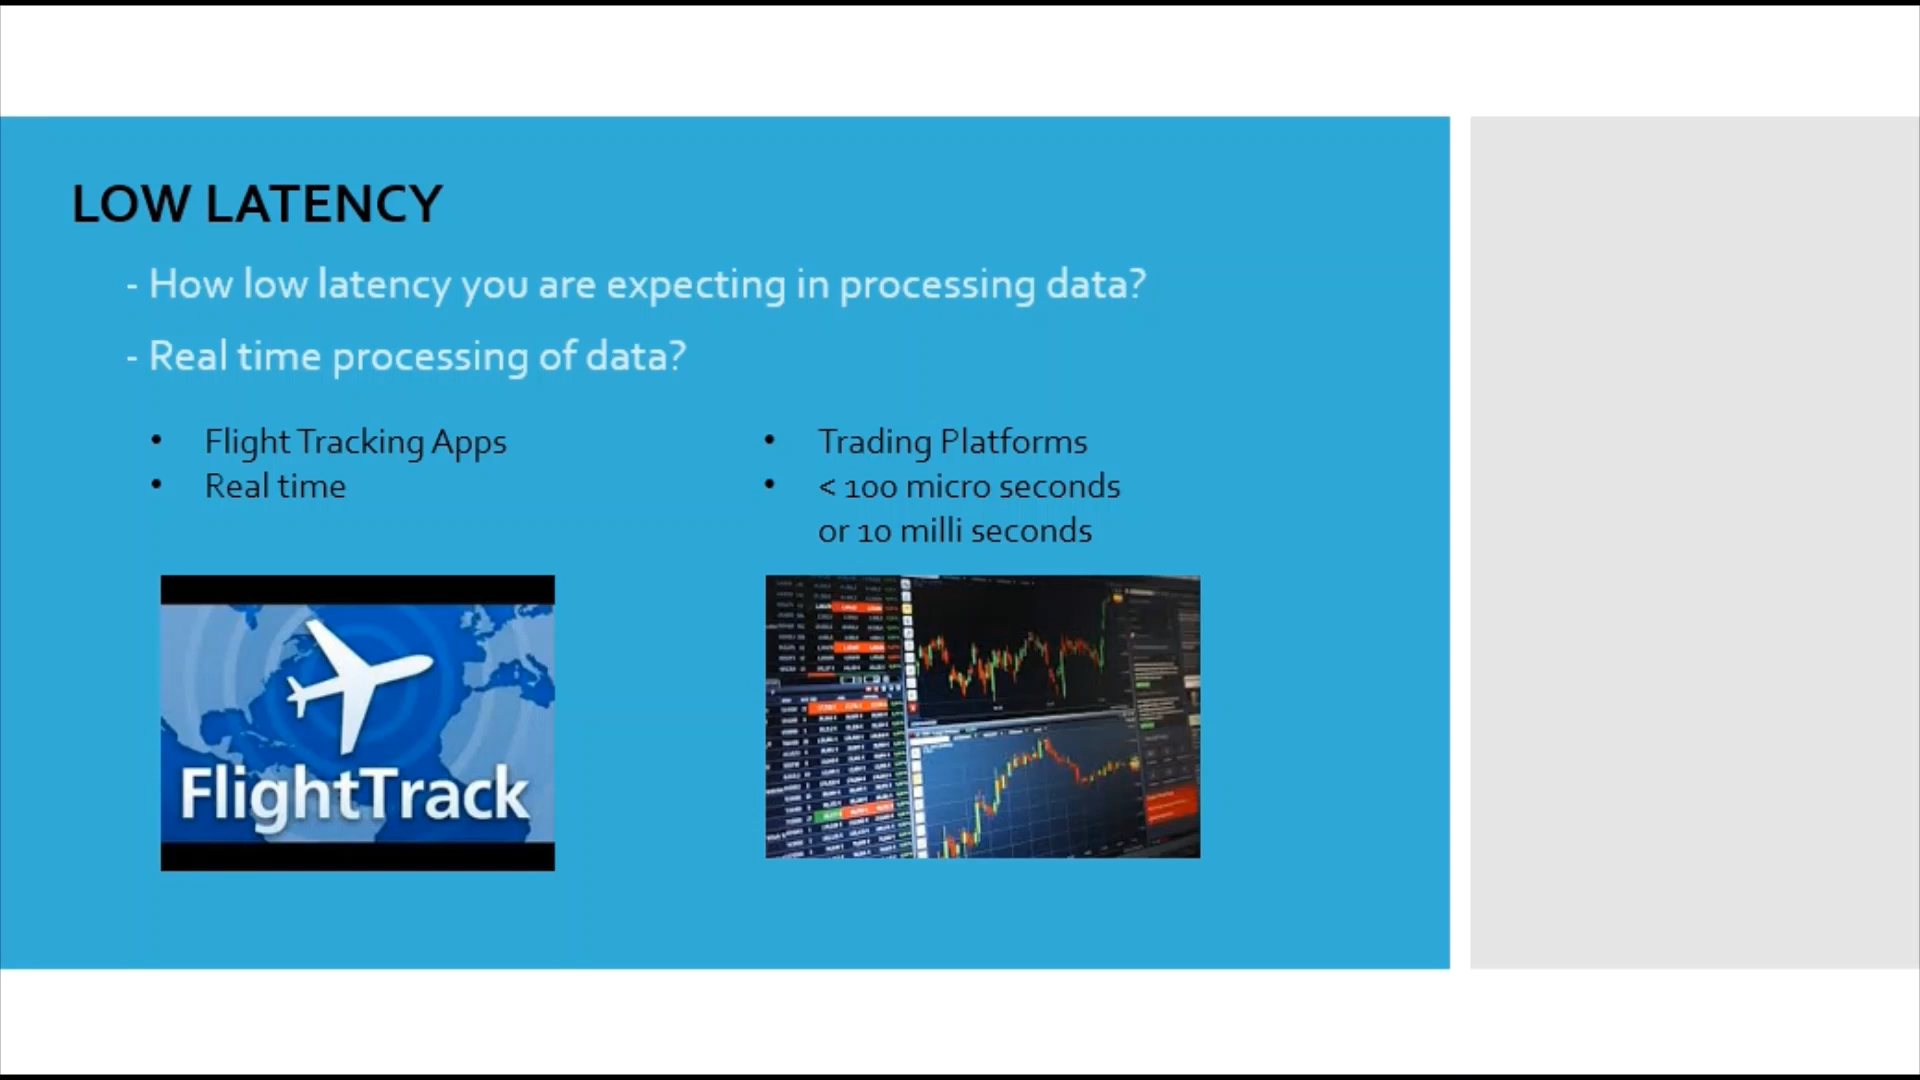 LOW LATENCY
- How low latency you are expecting in processing data?
- Real time processing of data?
• Flight Tracking Apps
• Real time
• Trading Platforms
• < 100 micro seconds
or 10 milli seconds
FlightTrack